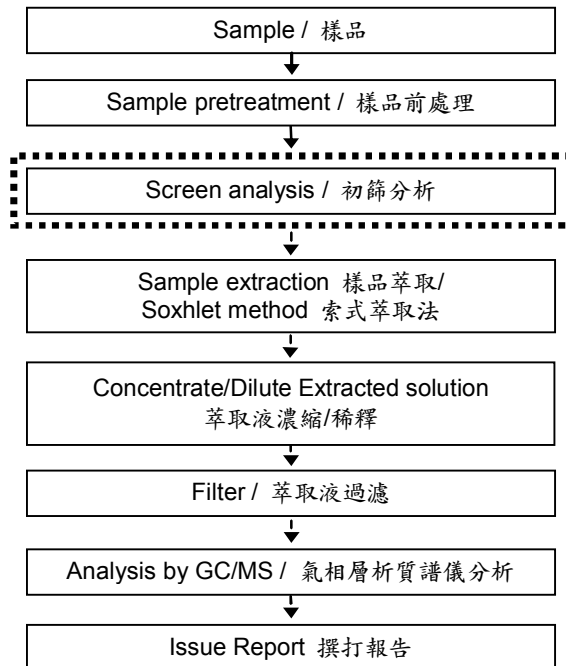 Sample / 樣品
Sample pretreatment / 樣品前處理
Screen analysis / 初篩分析
Sample extraction 樣品萃取/
Soxhlet method 索式萃取法
Concentrate/Dilute Extracted solution
萃取液濃縮/稀釋
Filter / 萃取液過濾
Analysis by GC/MS / 氣相層析質譜儀分析
Issue Report 撰打報告